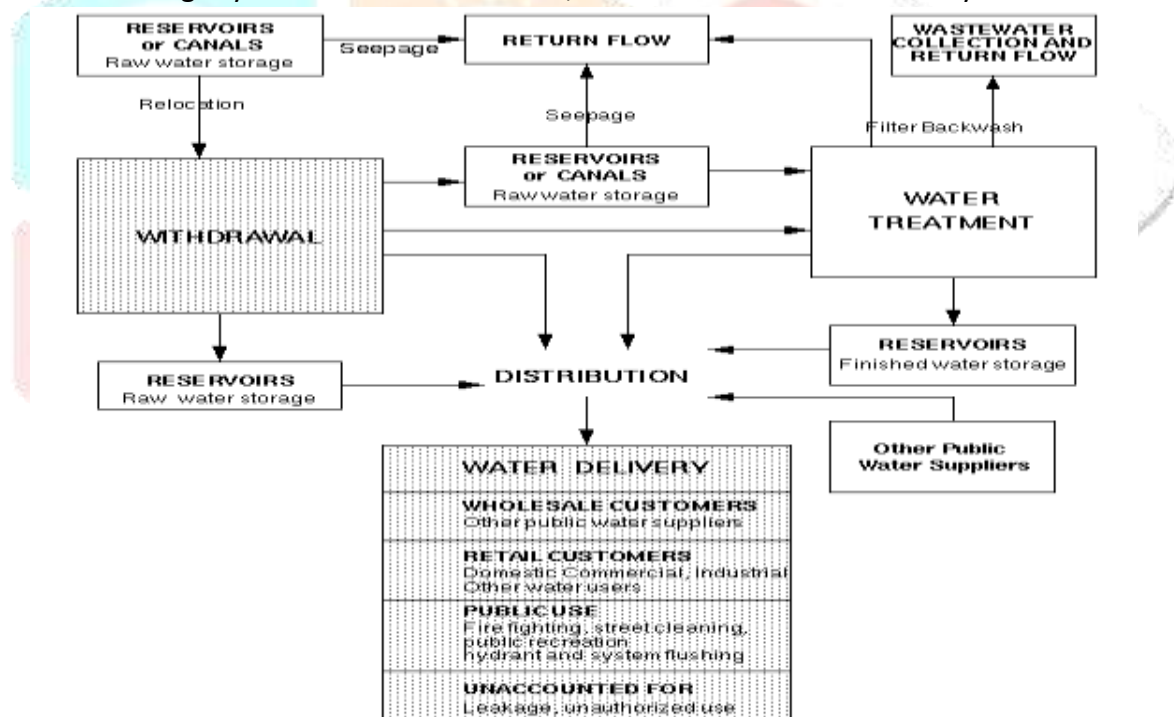 RESERVOIRS
or CANALS
Raw water storage
Seepage
RETURN FLOW
WASTEWATER
COLLECTION AND
RETURN FLOW
Relocation
Seepage
Filter Backwash
RESERVOIRS
or CANALS
Raw water storage
WITHDRAWAL
WATER
TREATMENT
RESERVOIRS
Raw water storage
DISTRIBUTION
RESERVOIRS
Finished water storage
Other Public
Water Suppliers
WATER DELIVERY
WHOLESALE CUSTOMERS
Other public water suppliers
RETAIL CUSTOMERS
Domestic Commercial, Industrial
Other water users
PUBLIC USE
Fire fighting, street cleaning,
public recreation
hydrant and system flushing
UNACCOUNTED FOR
Leakage, unauthorized use